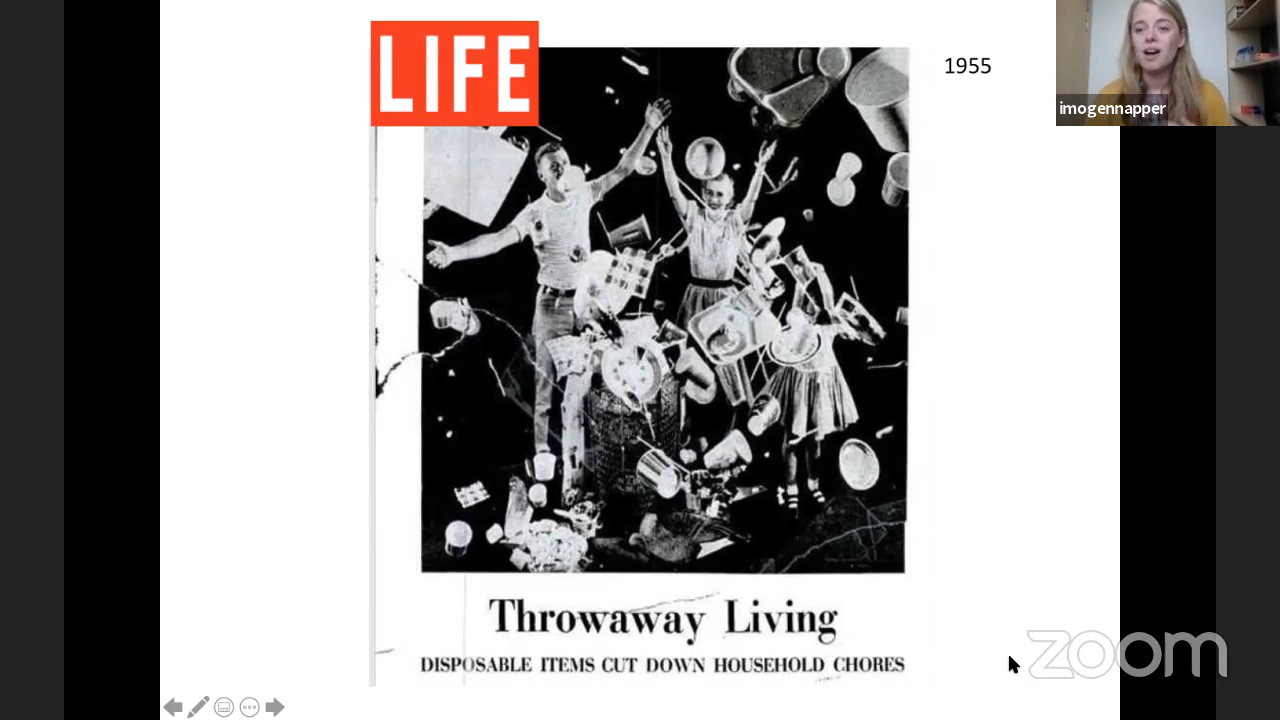 LIFE
1955
imogennapper
Throwaway Living
DISPOSABLE ITEMS CUT DOWN HOUSEHOLD CHORES
zoom